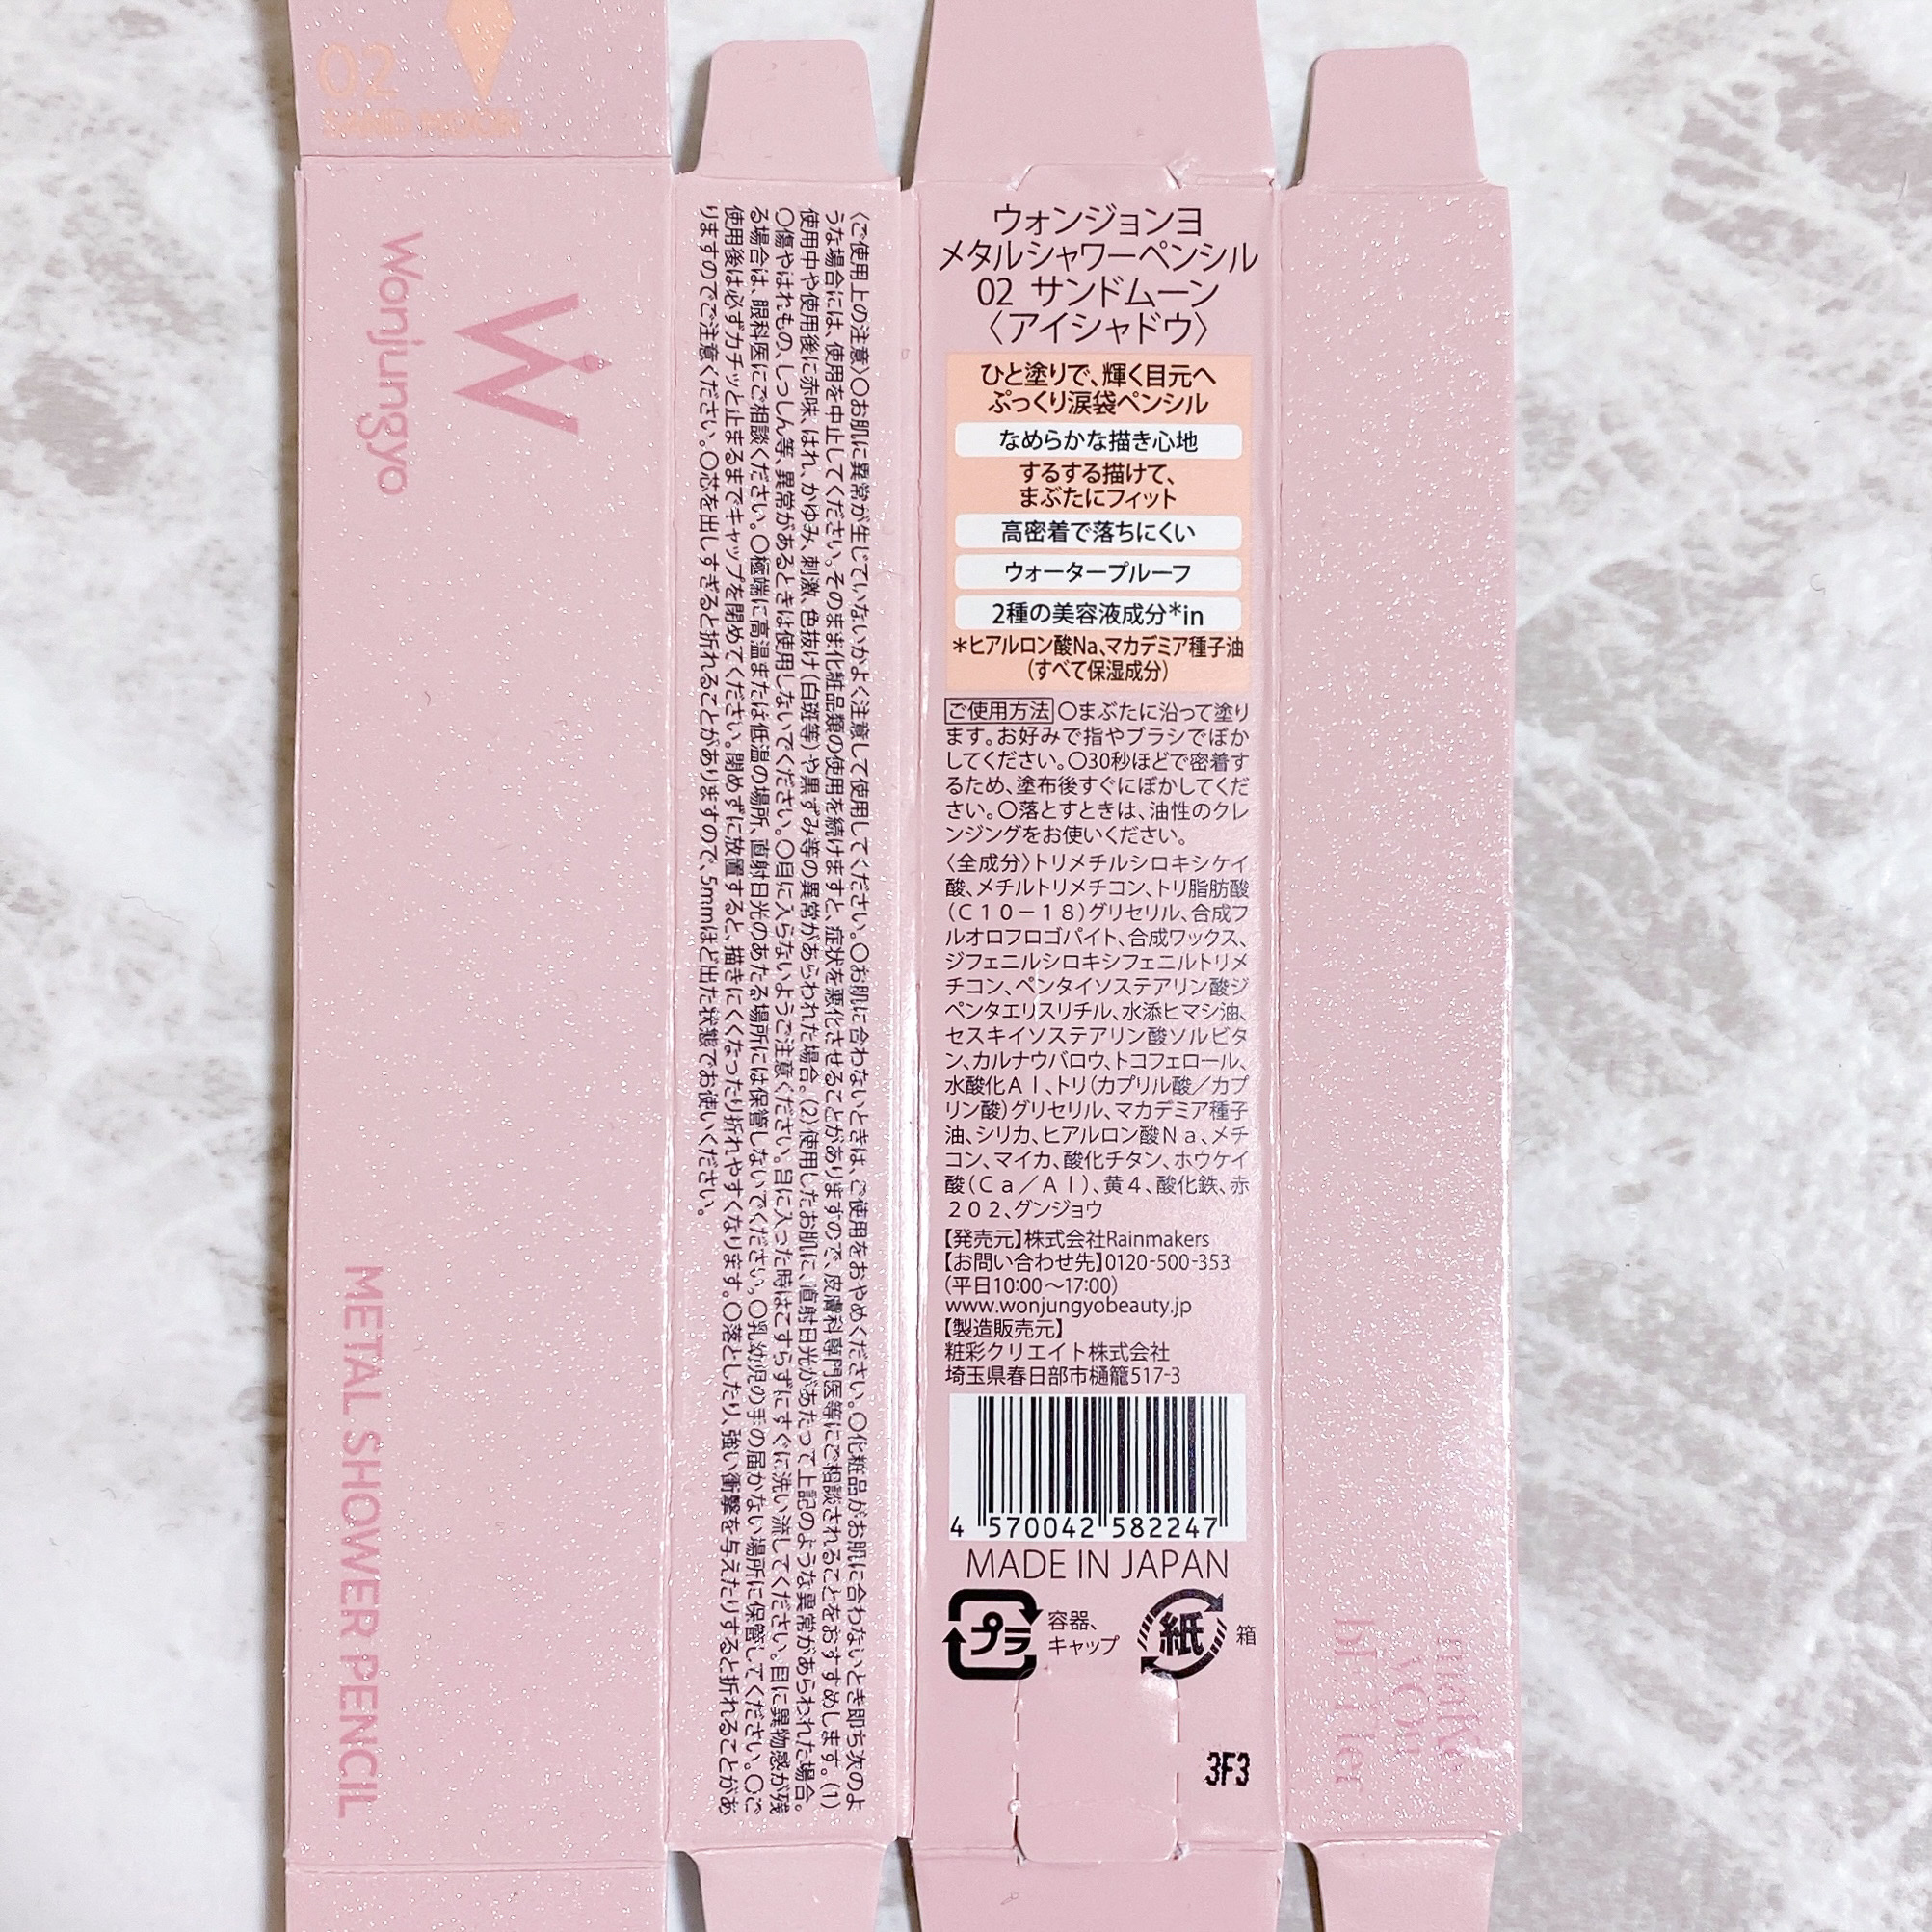 02
SAND MOON
Wonjungyo
METAL SHOWER PENCIL
〈ご使用上の注意〉〇お肌に異常が生じていないかよく注意して使用してください。〇お肌に合わないときは、ご使用をおやめください。〇化粧品がお肌に合わないとき即ち次のよ
うな場合には、使用を中止してください。そのまま化粧品類の使用を続けますと、症状を悪化させることがありますので、皮膚科専門医等にご相談されることをおすすめします。(1)
使用中や使用後に赤味、はれ、かゆみ、刺激、色抜け(白斑等)や黒ずみ等の異常があらわれた場合。(2)使用したお肌に、直射日光があたって上記のような異常があらわれた場合。
〇傷やはれもの、しっしん等、異常があるときは使用しないでください。〇目に入らないようご注意ください。目に入った時はこすらずにすぐに洗い流してください。目に異物感が残
る場合は、眼科医にご相談ください。〇極端に高温または低温の場所、直射日光のあたる場所には保管しないでください。〇乳幼児の手の届かない場所に保管してください。〇ご
使用後は必ずカチッと止まるまでキャップを閉めてください。閉めずに放置すると、描きにくくなったり折れやすくなります。〇落としたり、強い衝撃を与えたりすると折れることがあ
りますのでご注意ください。〇芯を出しすぎると折れることがありますので、5mmほど出た状態でお使いください。
ウォンジョンヨ
メタルシャワーペンシル
02 サンドムーン
〈アイシャドウ〉
ひと塗りで、輝く目元へ
ぷっくり涙袋ペンシル
なめらかな描き心地
するする描けて、
まぶたにフィット
高密着で落ちにくい
ウォータープルーフ
2種の美容液成分*in
*ヒアルロン酸Na、マカデミア種子油
(すべて保湿成分)
ご使用方法 〇まぶたに沿って塗り
ます。お好みで指やブラシでぼか
してください。〇30秒ほどで密着す
るため、塗布後すぐにぼかしてくだ
さい。〇落とすときは、油性のクレ
ンジングをお使いください。
〈全成分〉トリメチルシロキシケイ
酸、メチルトリメチコン、トリ脂肪酸
(C10-18)グリセリル、合成フ
ルオロフロゴパイト、合成ワックス、
ジフェニルシロキシフェニルトリメ
チコン、ペンタイソステアリン酸ジ
ペンタエリスリチル、水添ヒマシ油、
セスキイソステアリン酸ソルビタ
ン、カルナウバロウ、トコフェロール、
水酸化Al、トリ(カプリル酸/カプ
リン酸)グリセリル、マカデミア種子
油、シリカ、ヒアルロン酸Na、メチ
コン、マイカ、酸化チタン、ホウケイ
酸(Ca/Al)、黄4、酸化鉄、赤
202、グンジョウ
【発売元】株式会社Rainmakers
【お問い合わせ先】0120-500-353
(平日10:00～17:00)
www.wonjungyobeauty.jp
【製造販売元】
粧彩クリエイト株式会社
埼玉県春日部市樋籠517-3
4 570042 582247
MADE IN JAPAN
プラ 容器、
キャップ
紙 箱
3F3
make
you
better